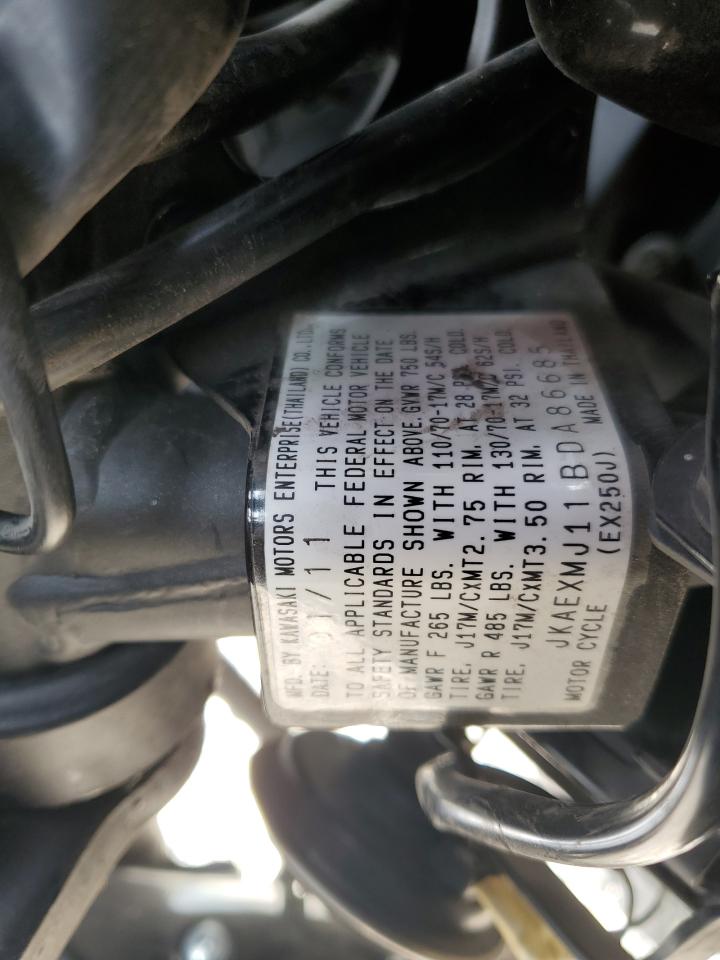 MFD. BY KAWASAKI MOTORS ENTERPRISE(THAILAND) CO., LTD.
DATE: /11 THIS VEHICLE CONFORMS
TO ALL APPLICABLE FEDERAL MOTOR VEHICLE
SAFETY STANDARDS IN EFFECT ON THE DATE
OF MANUFACTURE SHOWN ABOVE. GVWR 750 LBS.
GAWR F 265 LBS. WITH 110/70-17M/C 54S/H
TIRE, J17M/CXMT2.75 RIM, AT 28 COLD.
GAWR R 485 LBS. WITH 130/70-17M/C 62S/H
TIRE, J17M/CXMT3.50 RIM, AT 32 PSI. COLD.
JKAEXMJ11BDA86685
MOTOR CYCLE (EX250J) MADE IN THAILAND